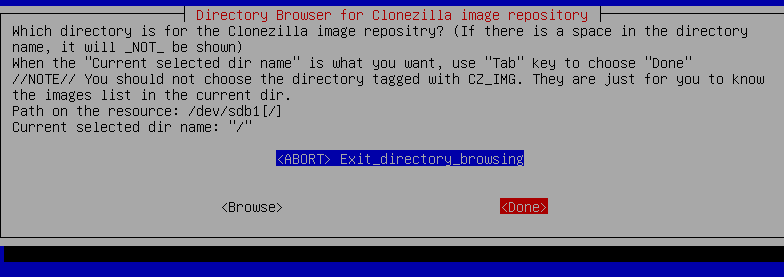 Directory Browser for Clonezilla image repository
Which directory is for the Clonezilla image repositry? (If there is a space in the directory
name, it will _NOT_ be shown)
When the "Current selected dir name" is what you want, use "Tab" key to choose "Done"
//NOTE// You should not choose the directory tagged with CZ_IMG. They are just for you to know
the images list in the current dir.
Path on the resource: /dev/sdb1[/]
Current selected dir name: "/"
<ABORT> Exit_directory_browsing
<Browse> <Done>